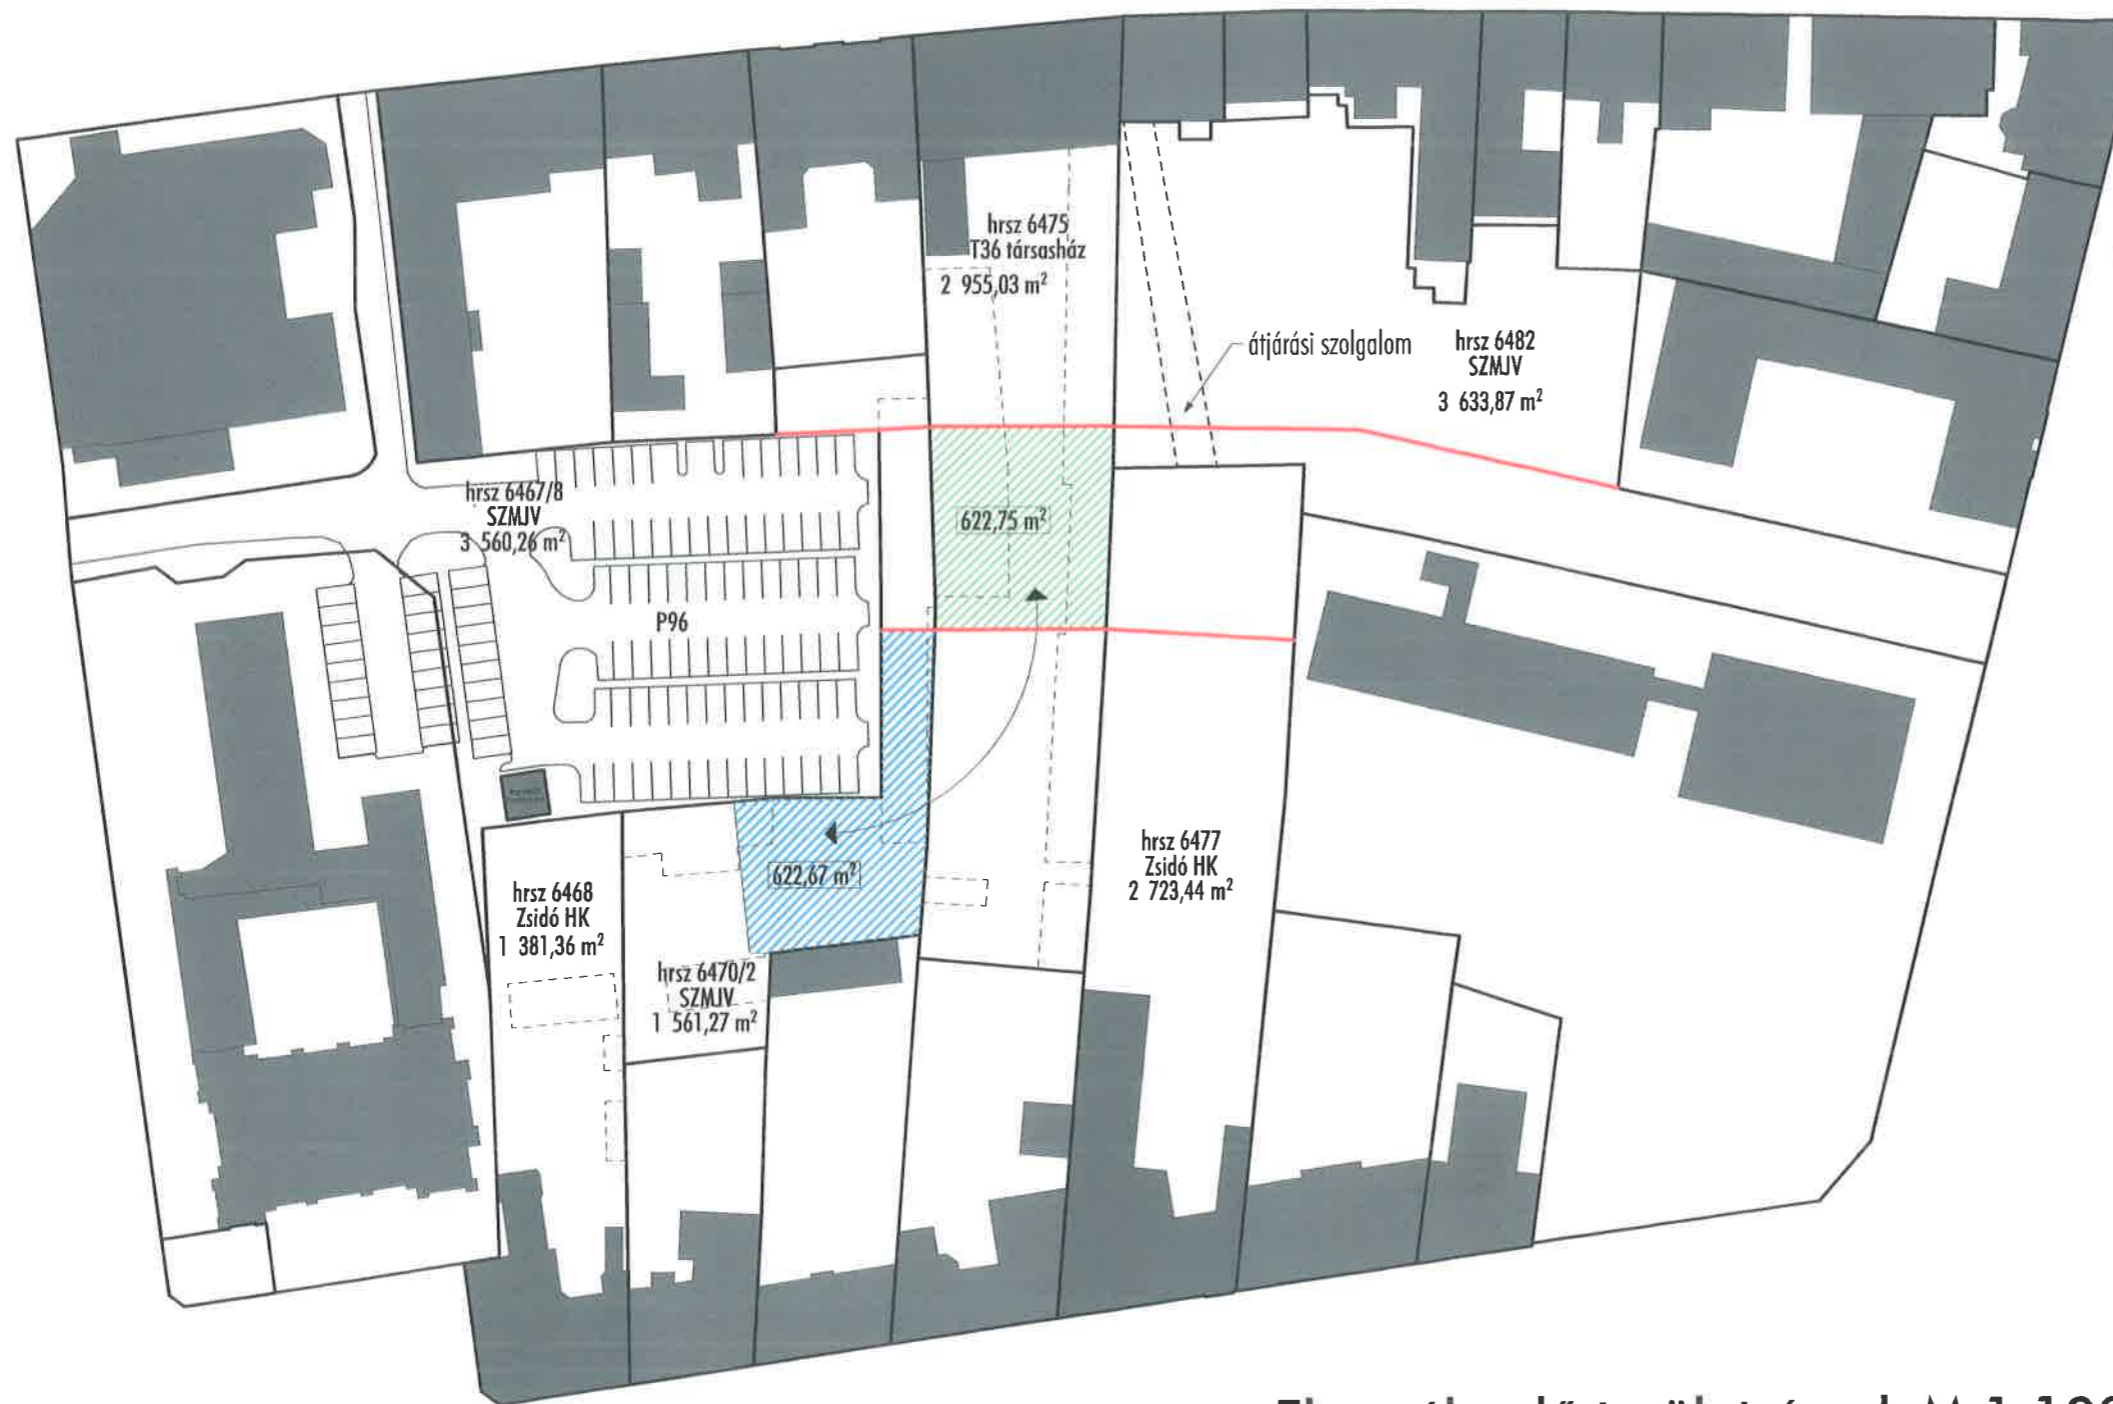 hrsz 6475
T36 társasház
2 955,03 m²
átjárási szolgalom
hrsz 6482
SZMJV
3 633,87 m²
hrsz 6467/8
SZMJV
3 560,26 m²
622,75 m²
P96
622,67 m²
hrsz 6477
Zsidó HK
2 723,44 m²
hrsz 6468
Zsidó HK
1 381,36 m²
hrsz 6470/2
SZMJV
1 561,27 m²